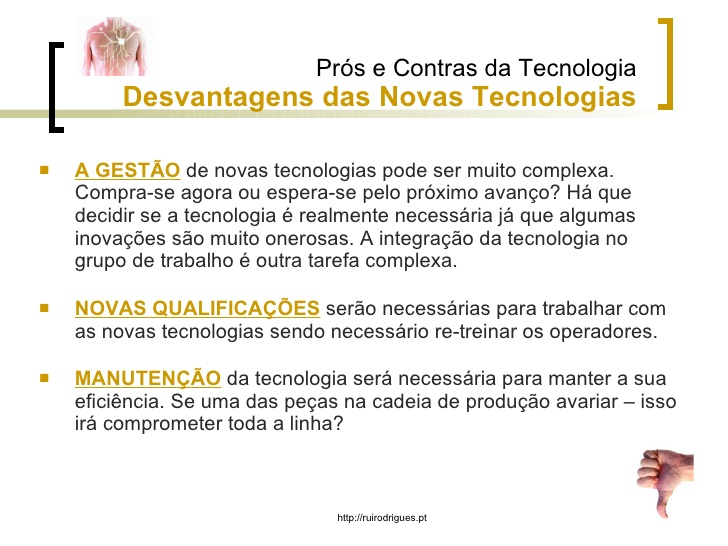 Prós e Contras da Tecnologia
Desvantagens das Novas Tecnologias
A GESTÃO de novas tecnologias pode ser muito complexa.
Compra-se agora ou espera-se pelo próximo avanço? Há que
decidir se a tecnologia é realmente necessária já que algumas
inovações são muito onerosas. A integração da tecnologia no
grupo de trabalho é outra tarefa complexa.
NOVAS QUALIFICAÇÕES serão necessárias para trabalhar com
as novas tecnologias sendo necessário re-treinar os operadores.
MANUTENÇÃO da tecnologia será necessária para manter a sua
eficiência. Se uma das peças na cadeia de produção avariar – isso
irá comprometer toda a linha?
http://ruirodrigues.pt